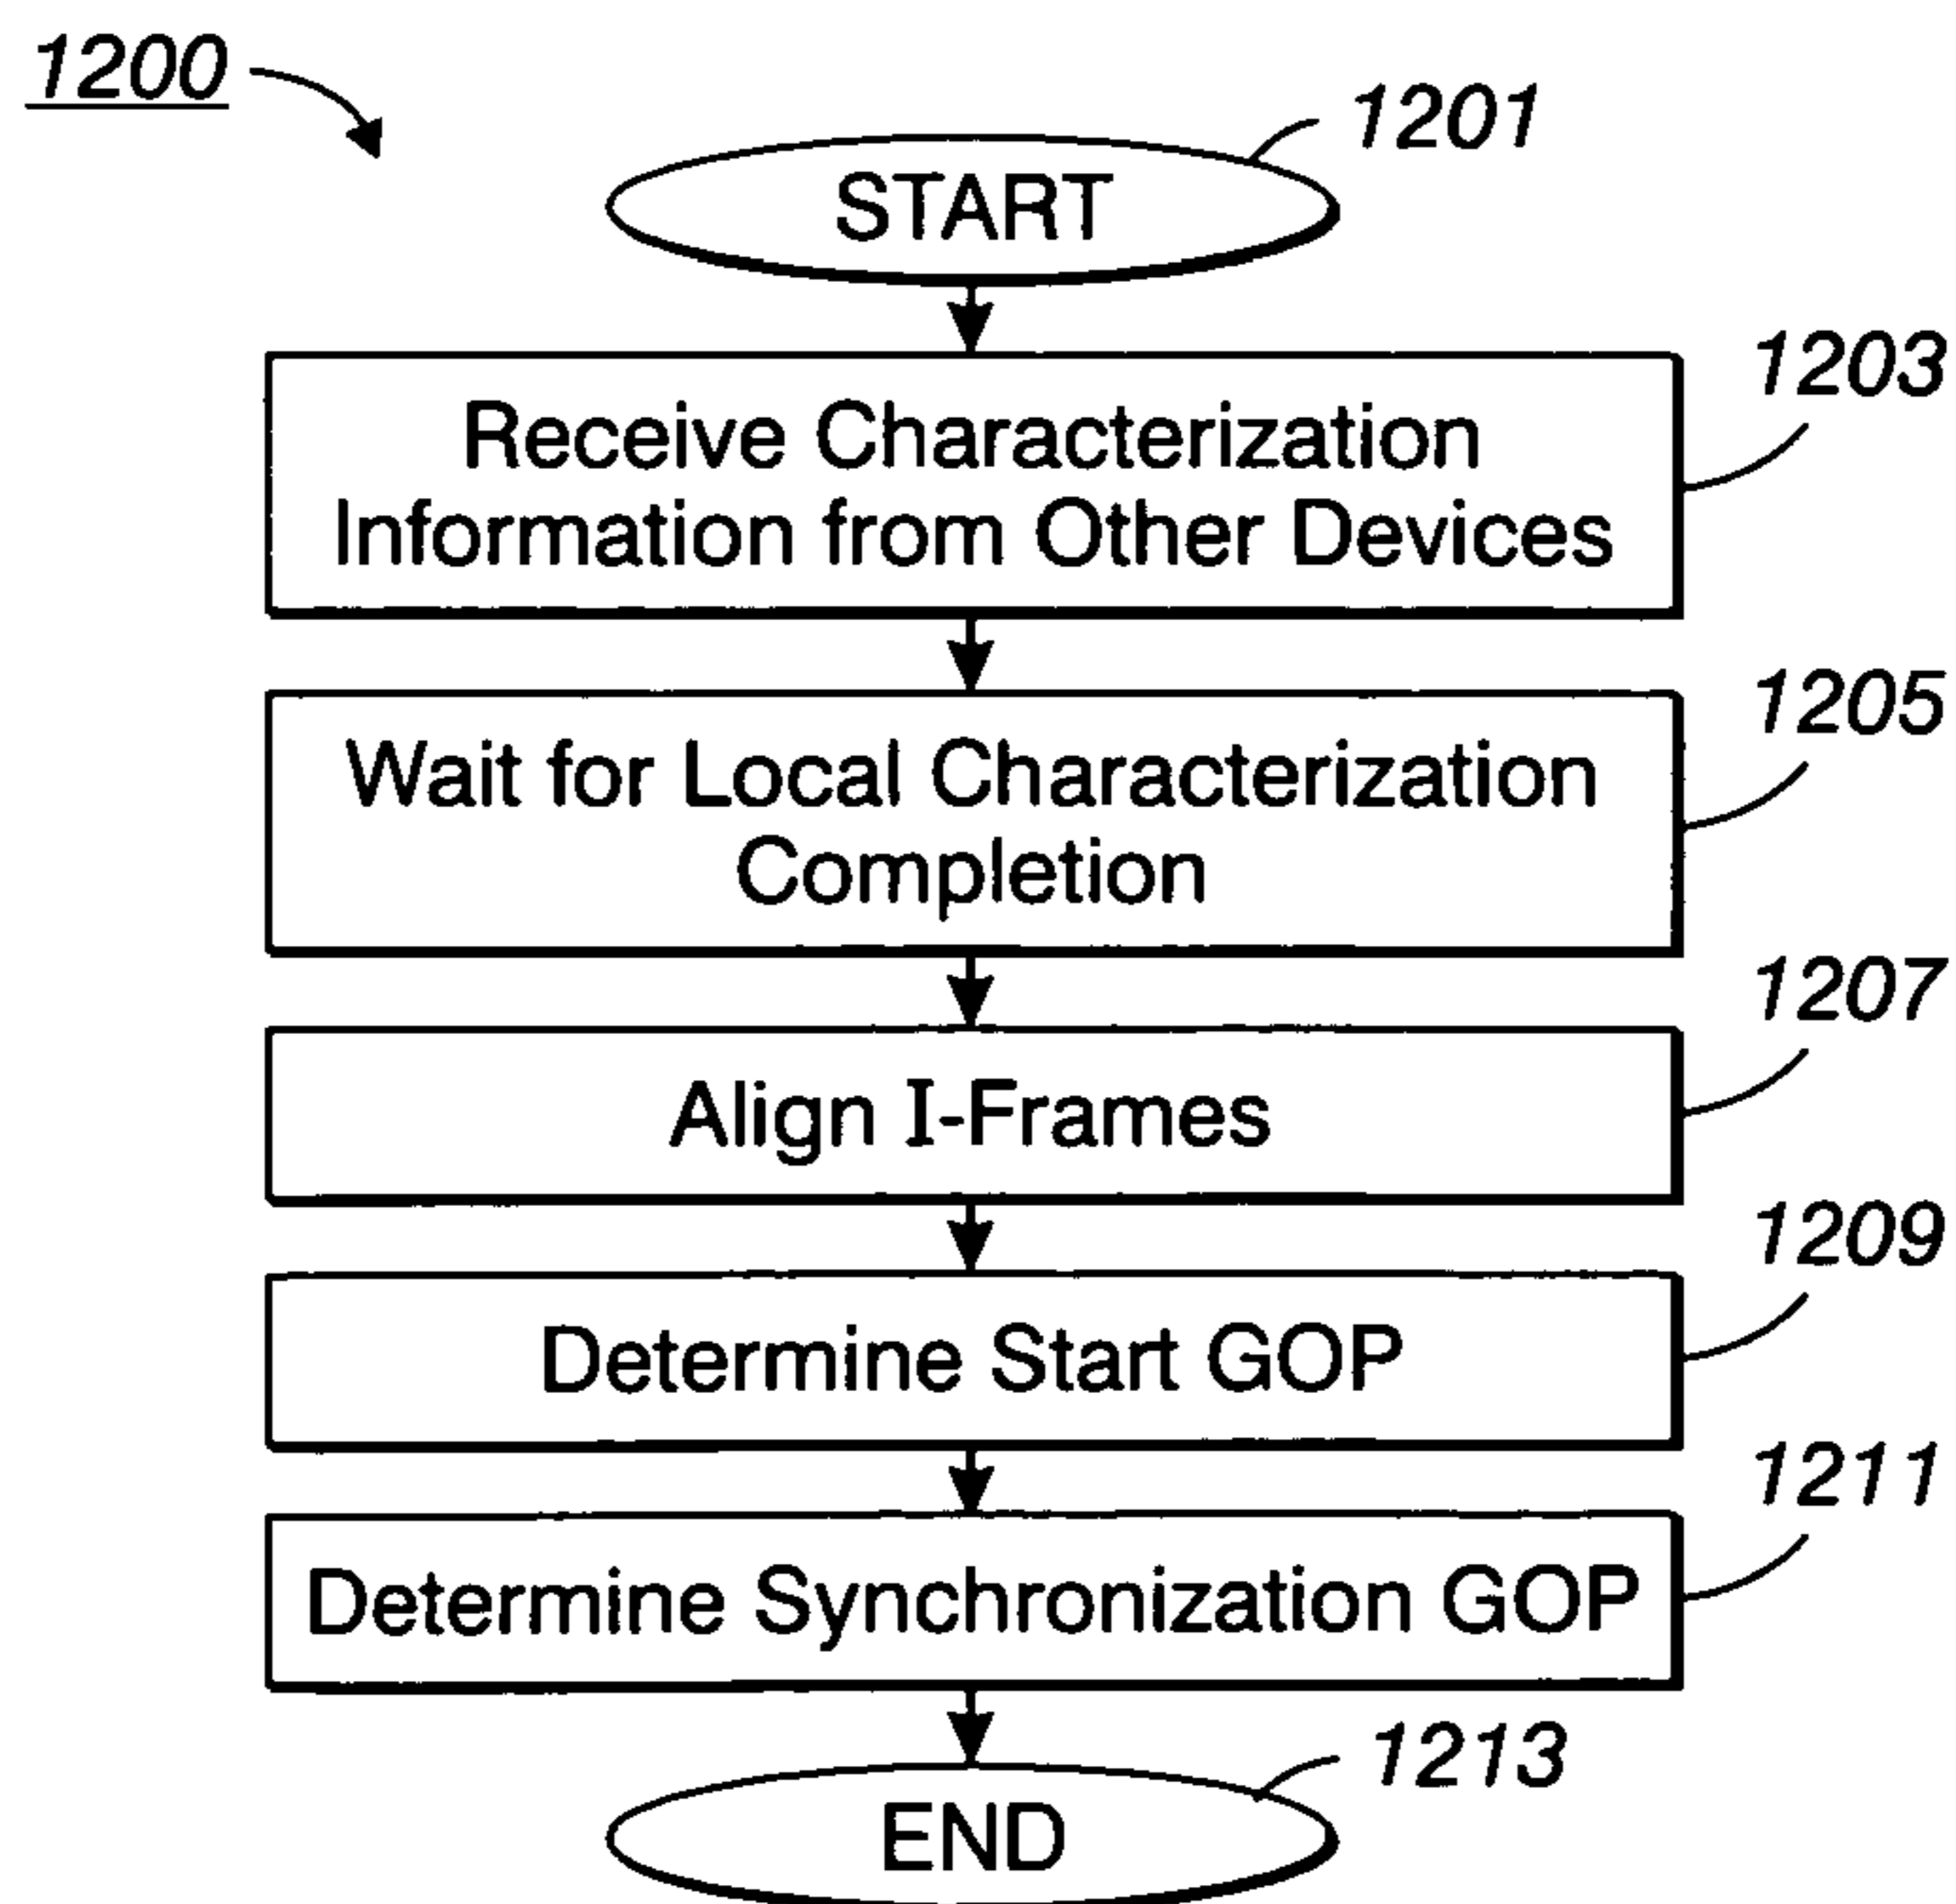 1200
1201
START
1203
Receive Characterization
Information from Other Devices
1205
Wait for Local Characterization
Completion
1207
Align I-Frames
1209
Determine Start GOP
1211
Determine Synchronization GOP
1213
END